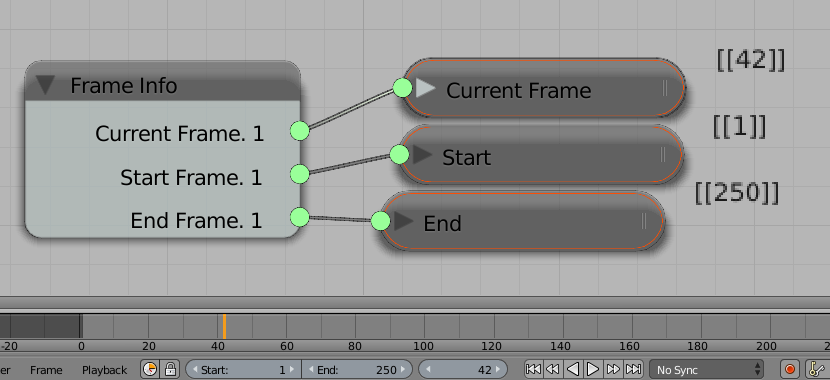 Frame Info
Current Frame. 1
Start Frame. 1
End Frame. 1
Current Frame
[[42]]
Start
[[1]]
End
[[250]]
-20 0 20 40 60 80 100 120 140 160 180 200 2
er Frame Playback Start: 1 End: 250 42 No Sync